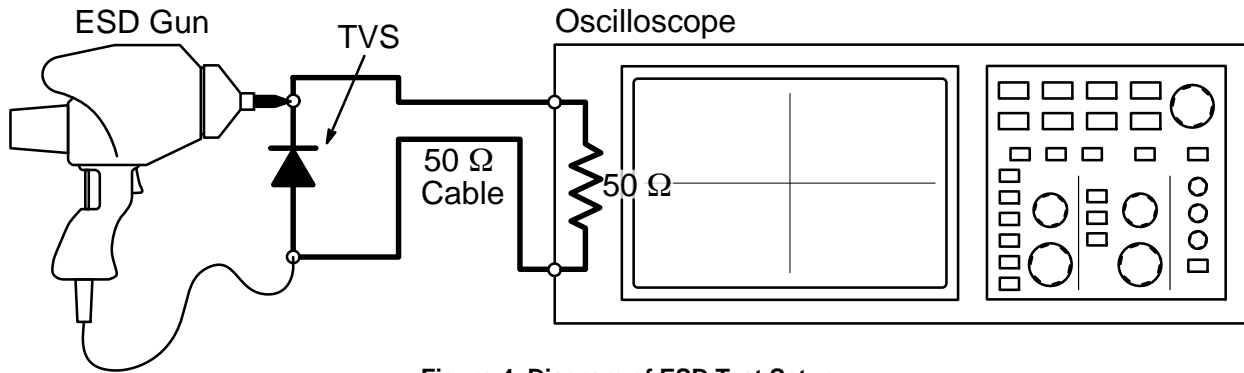 ESD Gun
TVS
Oscilloscope
50 Ω
Cable
50 Ω